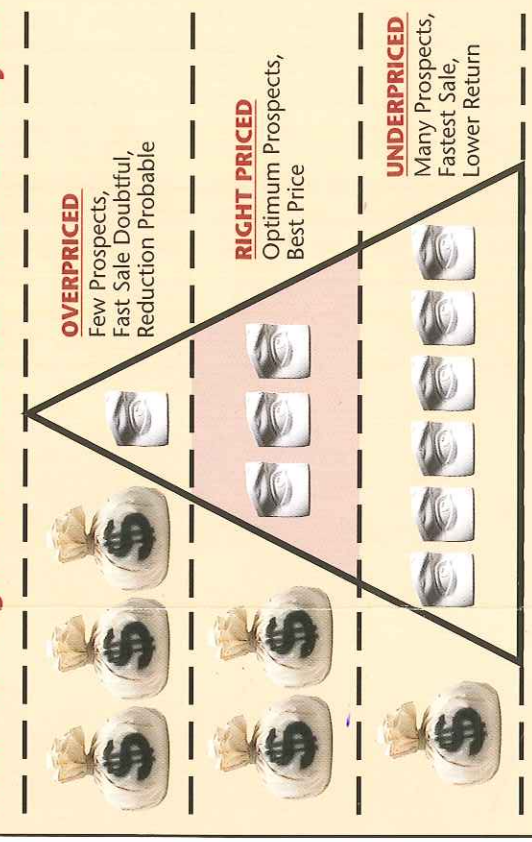 OVERPRICED
Few Prospects,
Fast Sale Doubtful,
Reduction Probable
$ $ $
RIGHT PRICED
Optimum Prospects,
Best Price
$ $
UNDERPRICED
Many Prospects,
Fastest Sale,
Lower Return
$